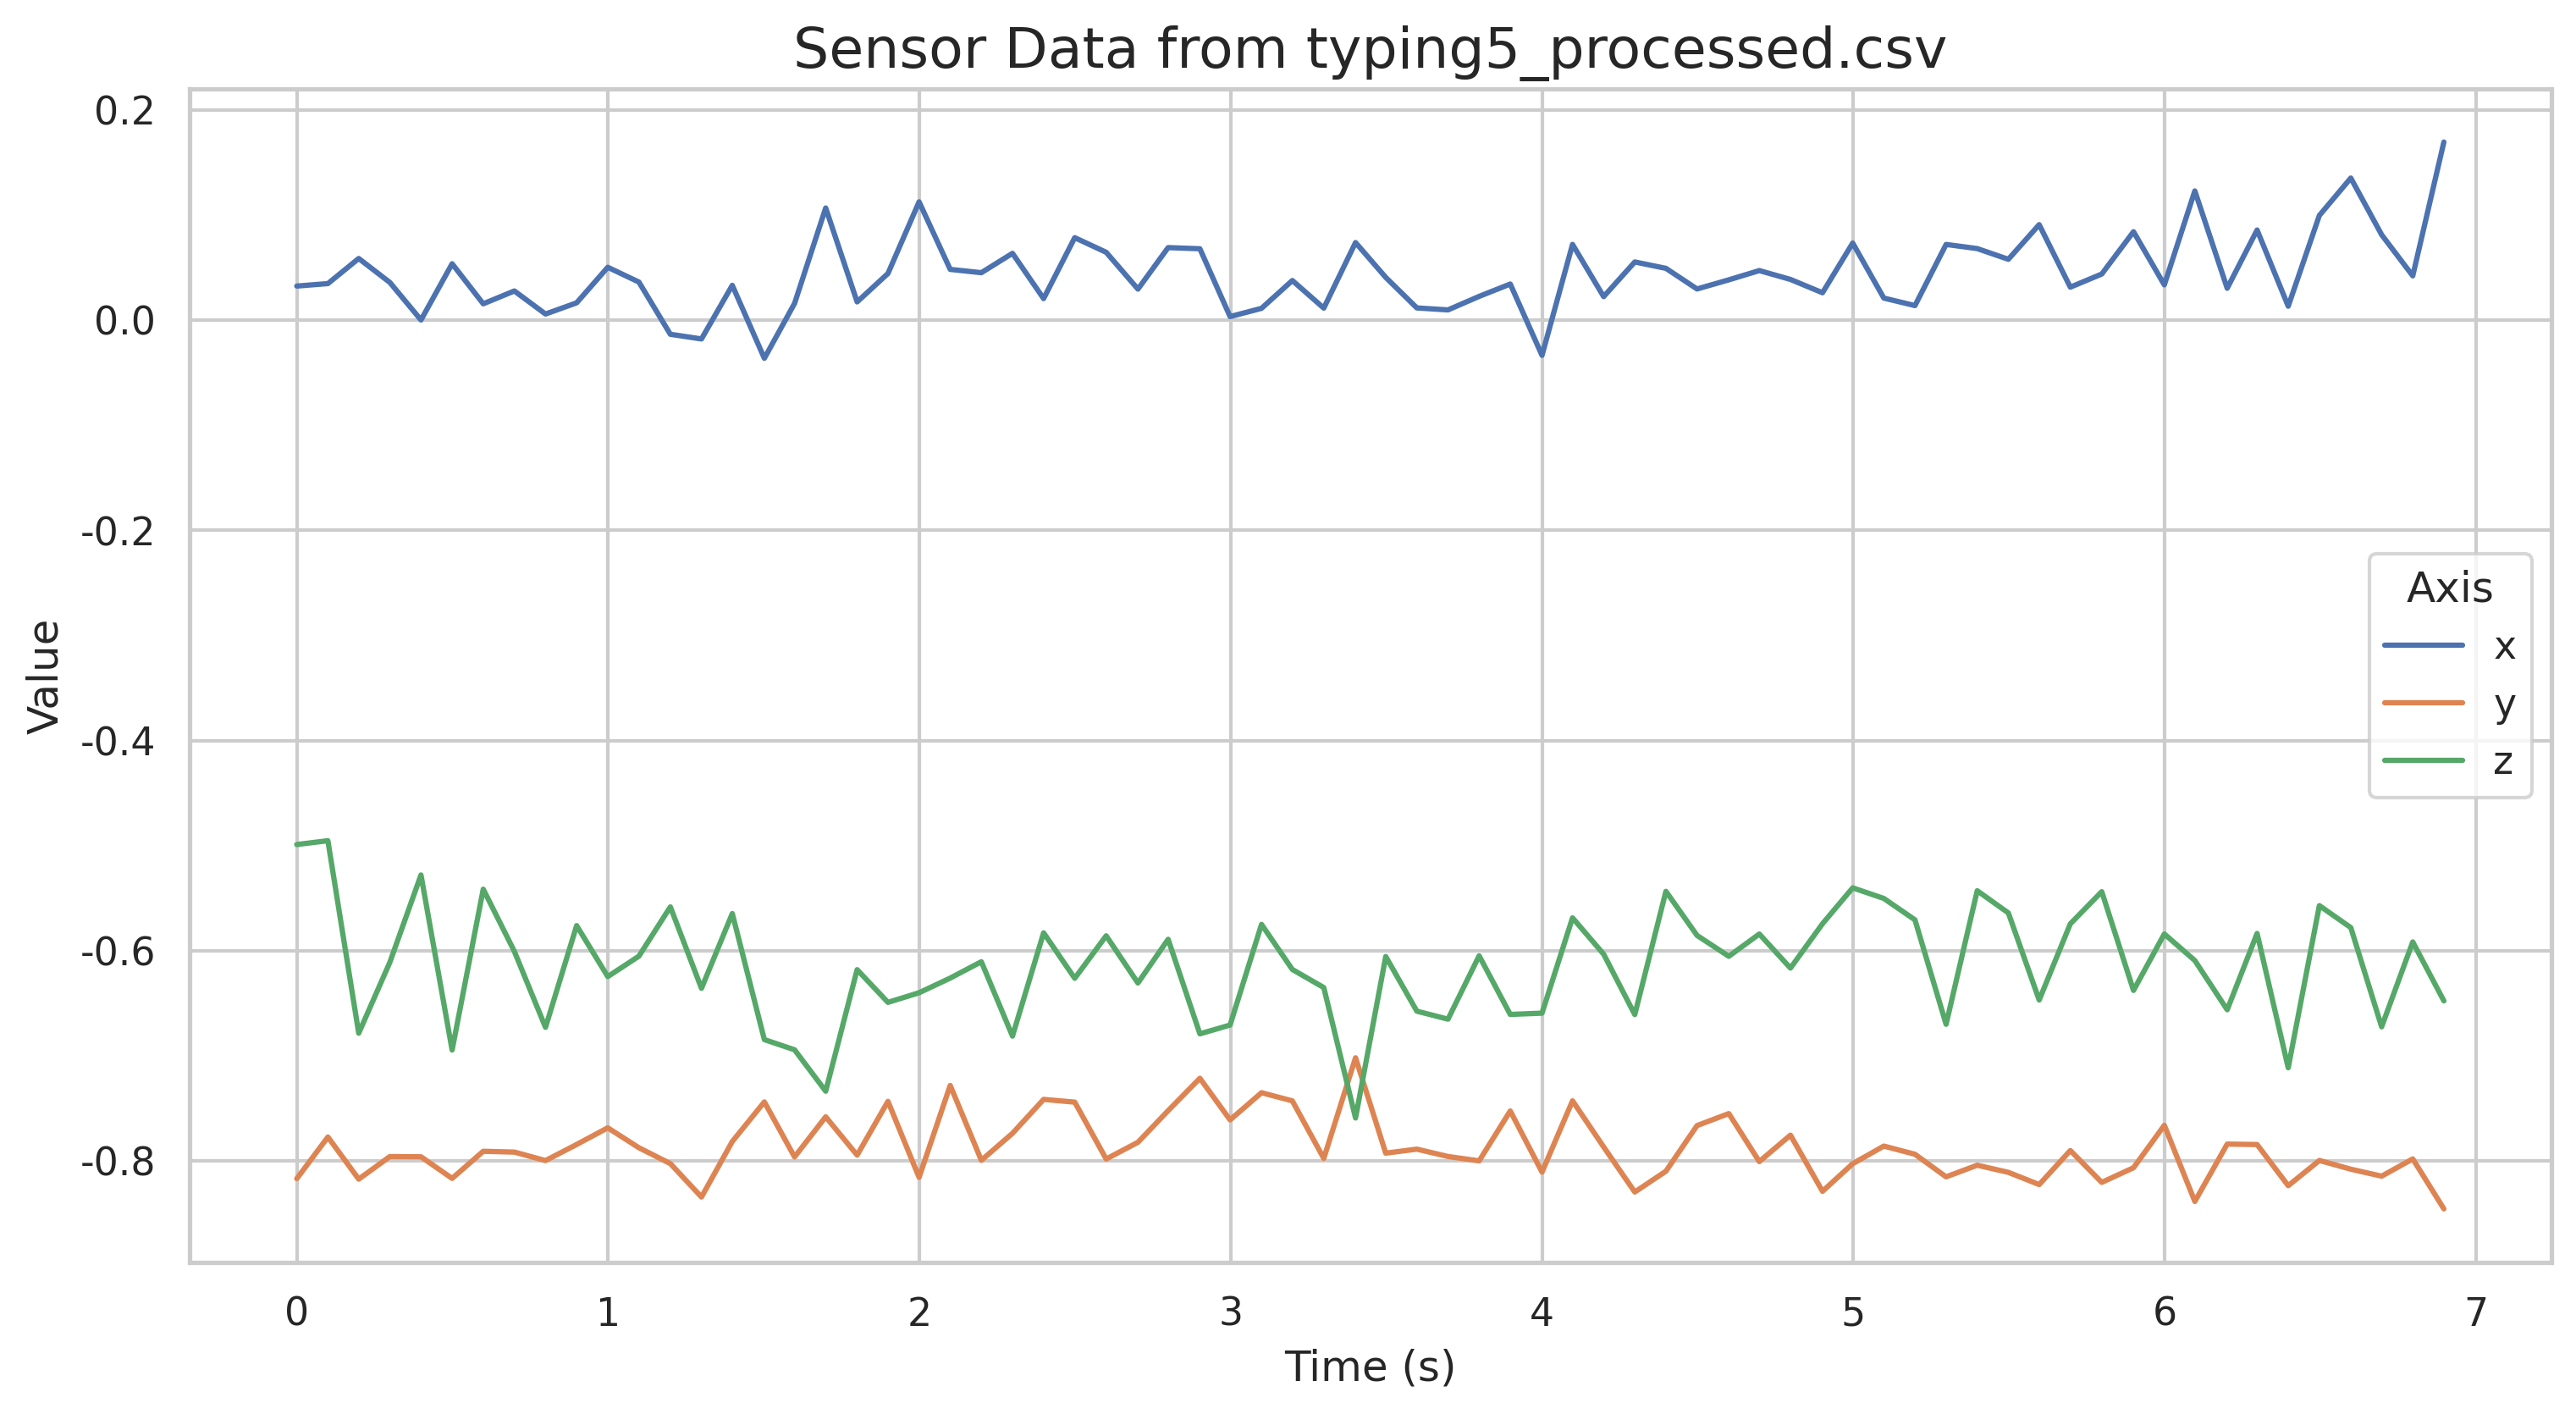 Sensor Data from typing5_processed.csv
0.2
0.0
-0.2
-0.4
-0.6
-0.8
Value
Axis
x
y
z
0 1 2 3 4 5 6 7
Time (s)